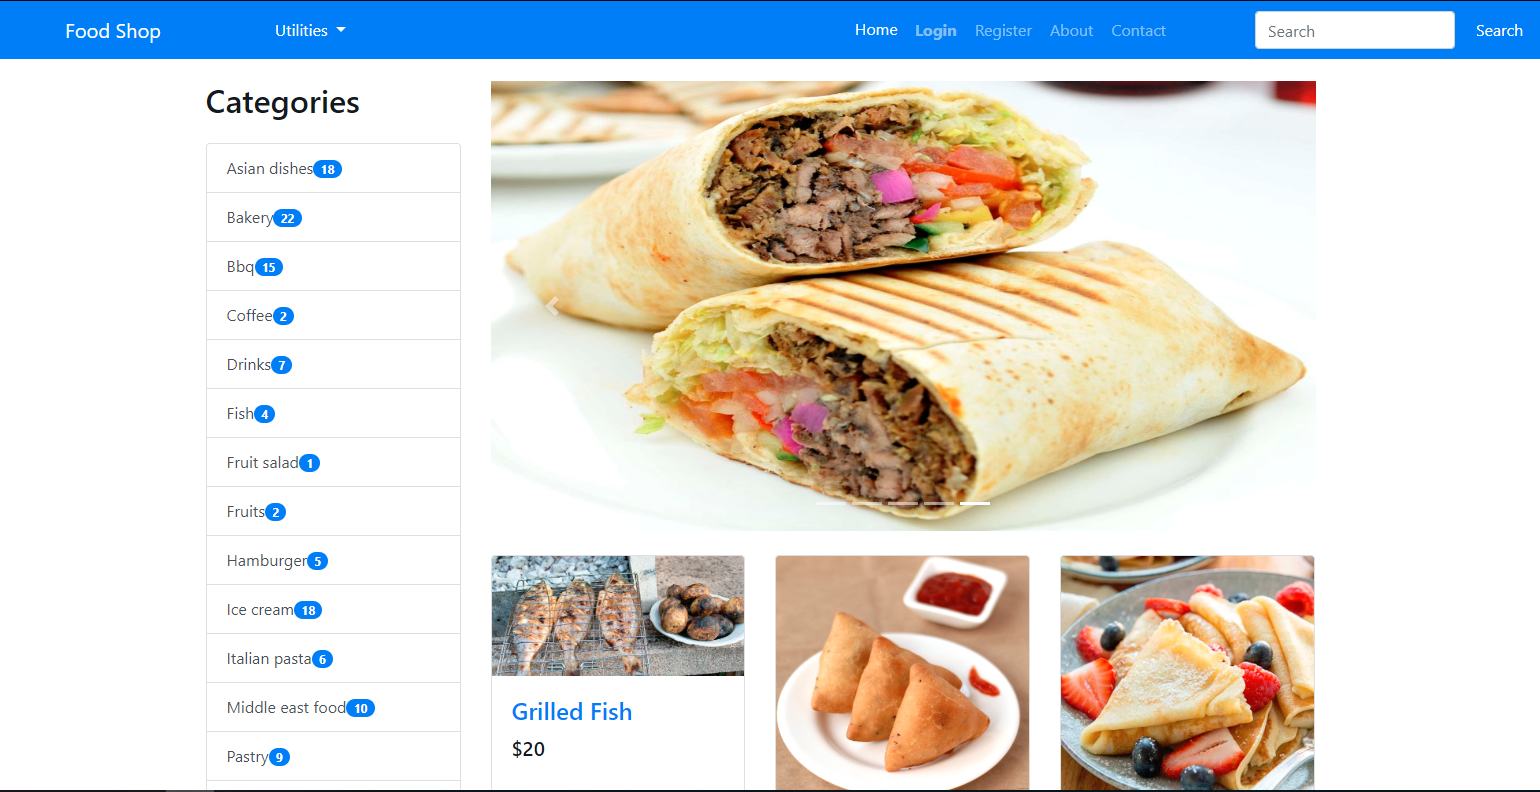 Food Shop Utilities Home Login Register About Contact Search Search
Categories
Asian dishes 18
Bakery 22
Bbq 15
Coffee 2
Drinks 7
Fish 4
Fruit salad 1
Fruits 2
Hamburger 5
Ice cream 18
Italian pasta 6
Middle east food 10
Pastry 9
Grilled Fish
$20